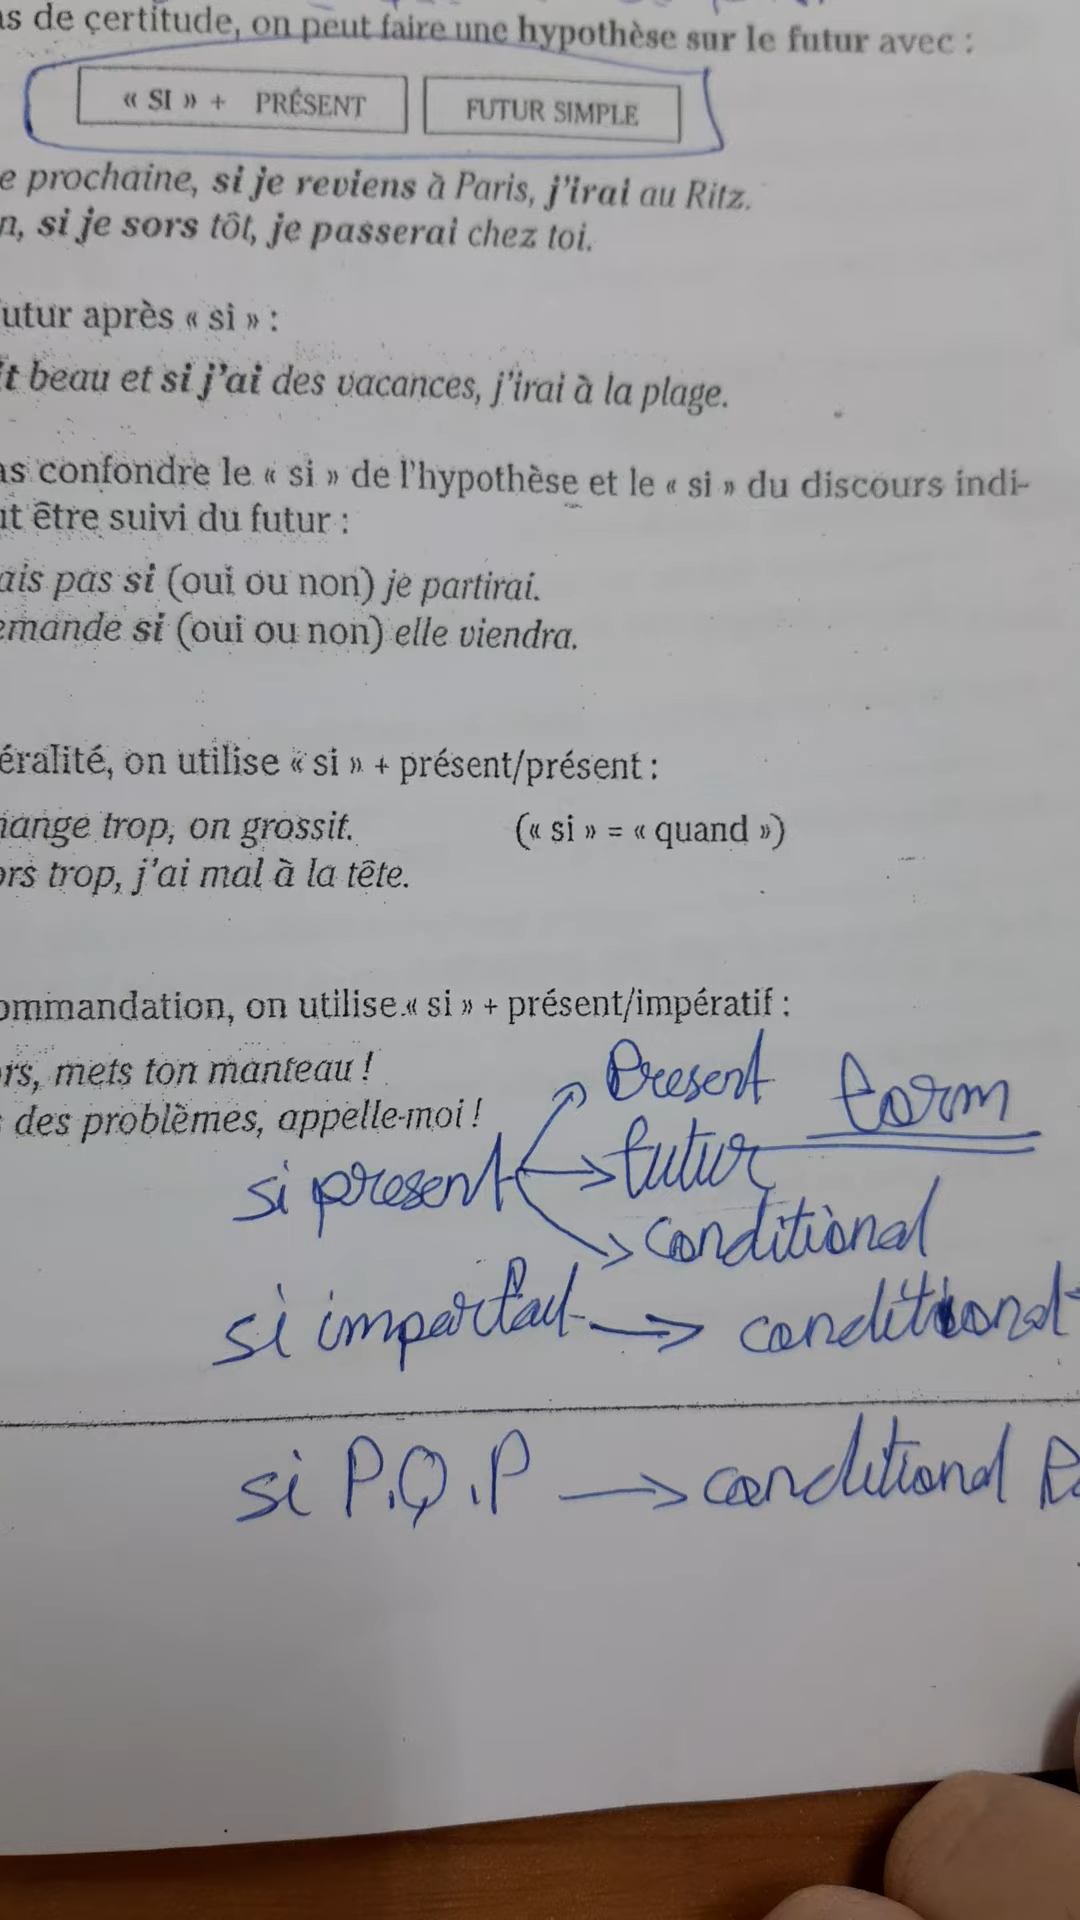 de certitude, on peut faire une hypothèse sur le futur avec :
« SI » + PRÉSENT FUTUR SIMPLE
e prochaine, si je reviens à Paris, j'irai au Ritz.
n, si je sors tôt, je passerai chez toi.
utur après « si » :
it beau et si j'ai des vacances, j'irai à la plage.
as confondre le « si » de l'hypothèse et le « si » du discours indi-
ut être suivi du futur :
ais pas si (oui ou non) je partirai.
emande si (oui ou non) elle viendra.
éralité, on utilise « si » + présent/présent :
ange trop, on grossit. (« si » = « quand »)
ors trop, j'ai mal à la tête.
ommandation, on utilise « si » + présent/impératif :
rs, mets ton manteau !
des problèmes, appelle-moi !
Present form
si present → futur
→ conditional
si imparfait → conditional
si P.Q.P → conditional